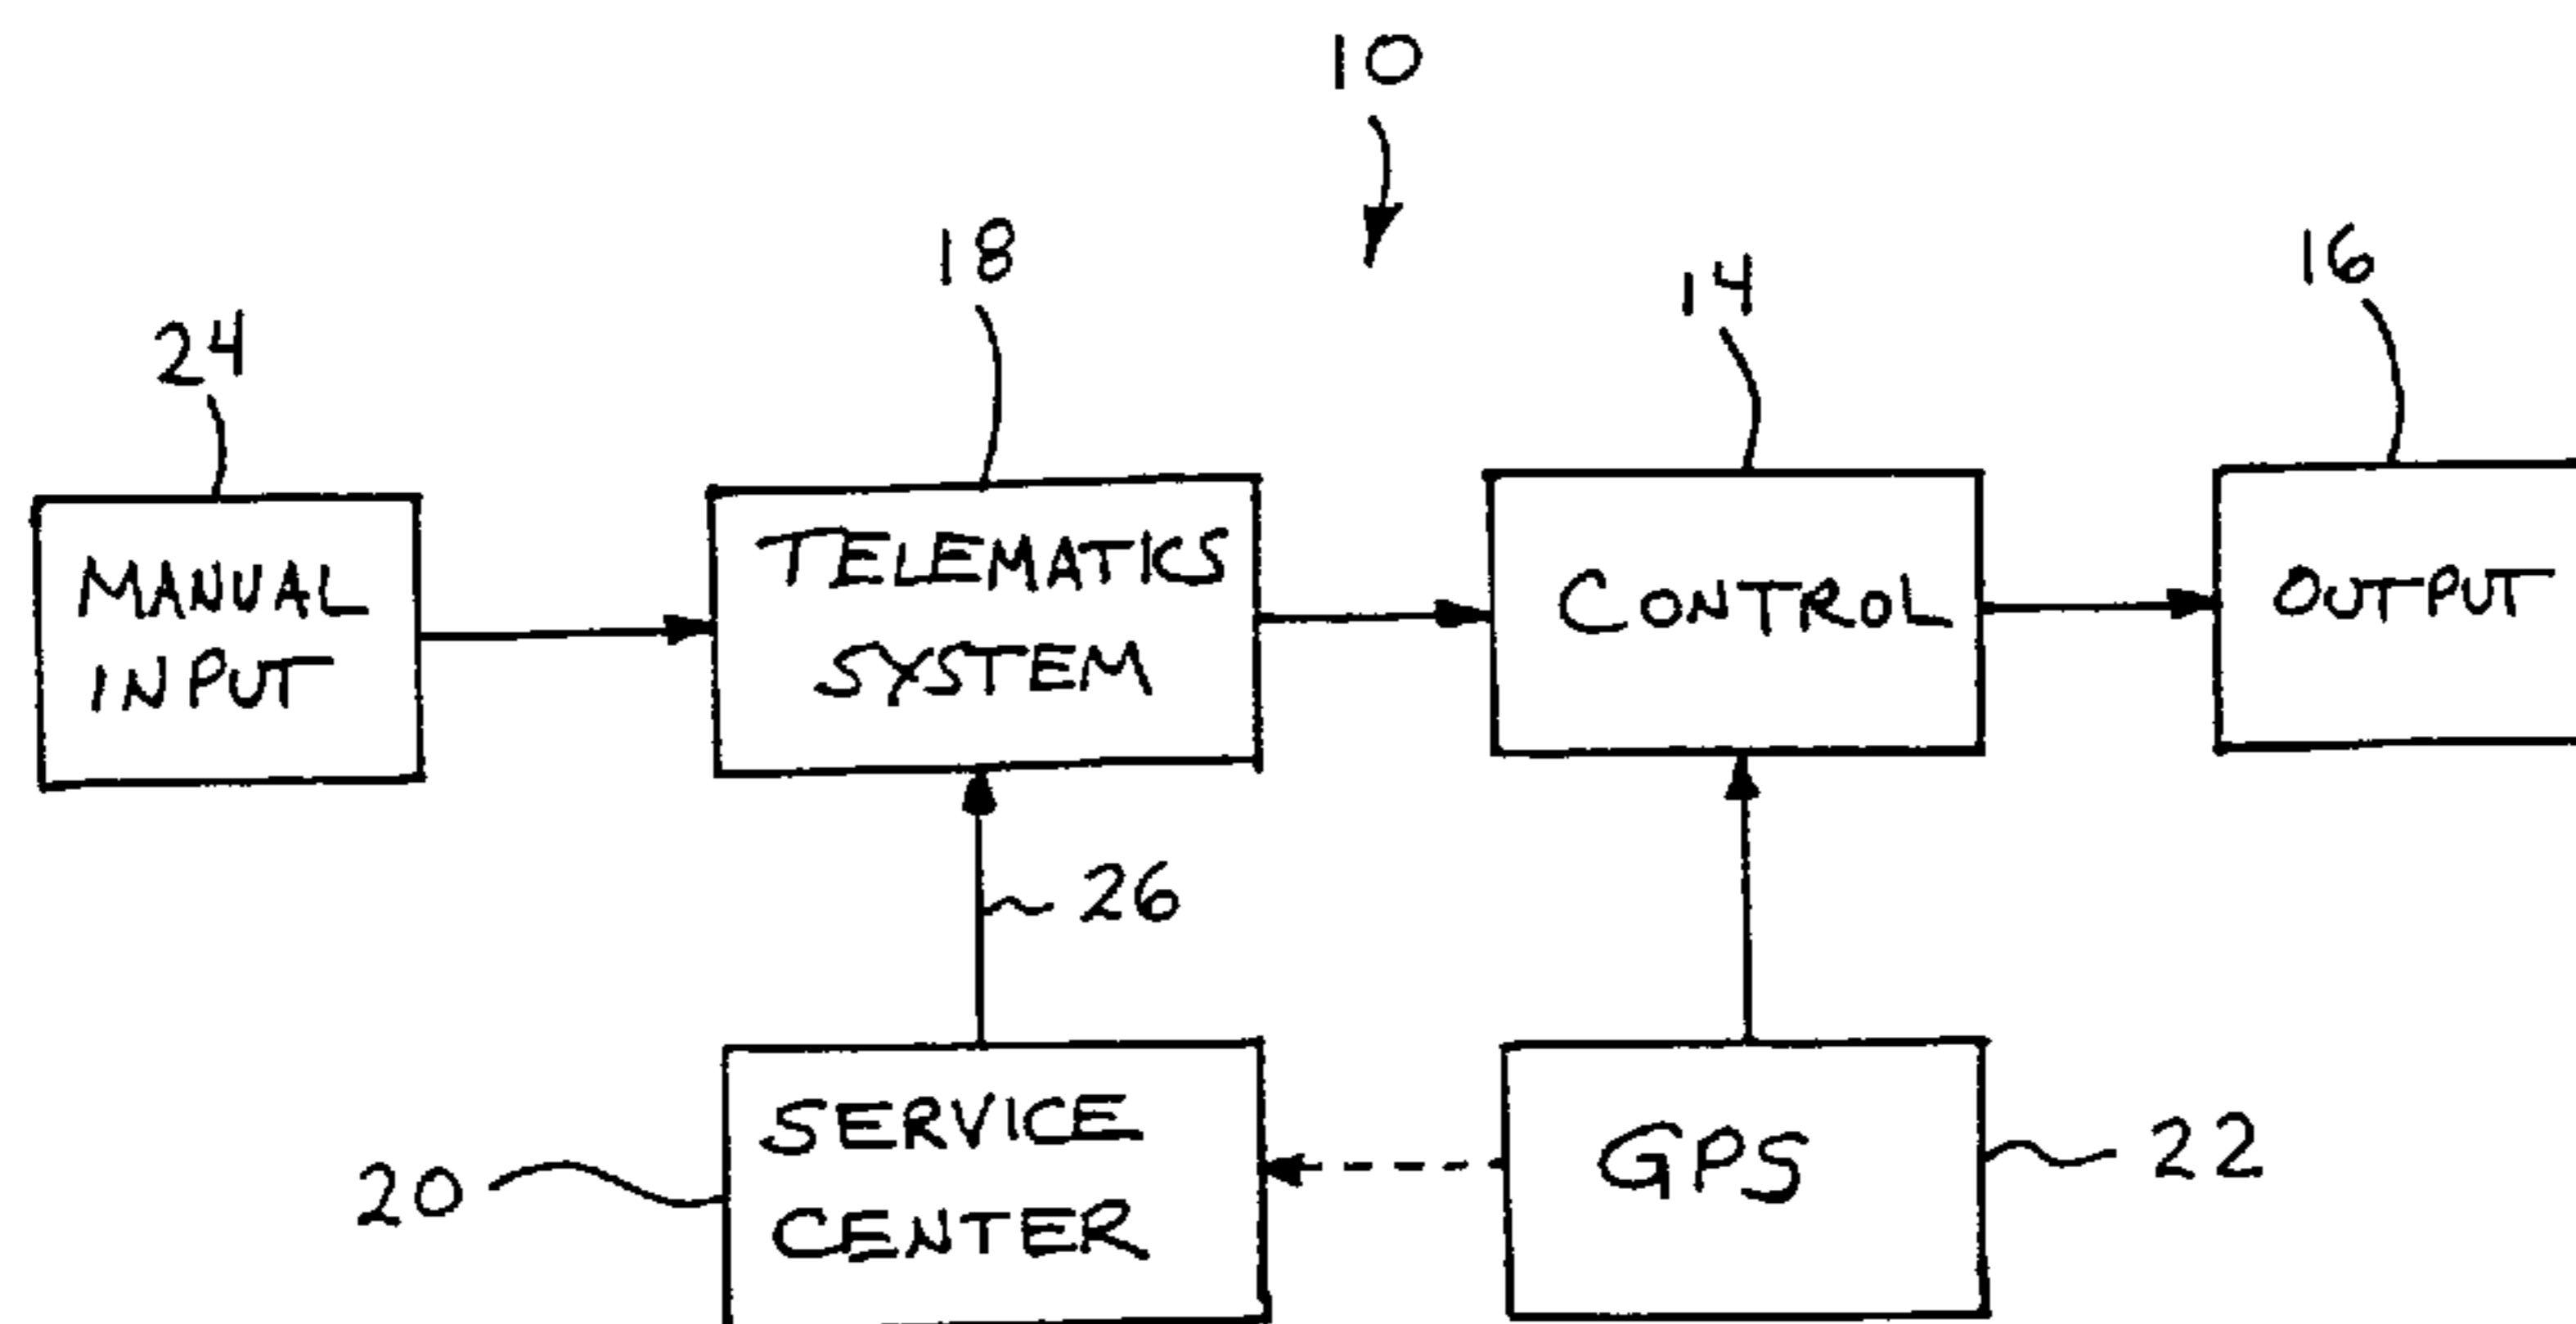 10
18
14
16
24
MANUAL
INPUT
TELEMATICS
SYSTEM
CONTROL
OUTPUT
26
SERVICE
CENTER
GPS
20
22